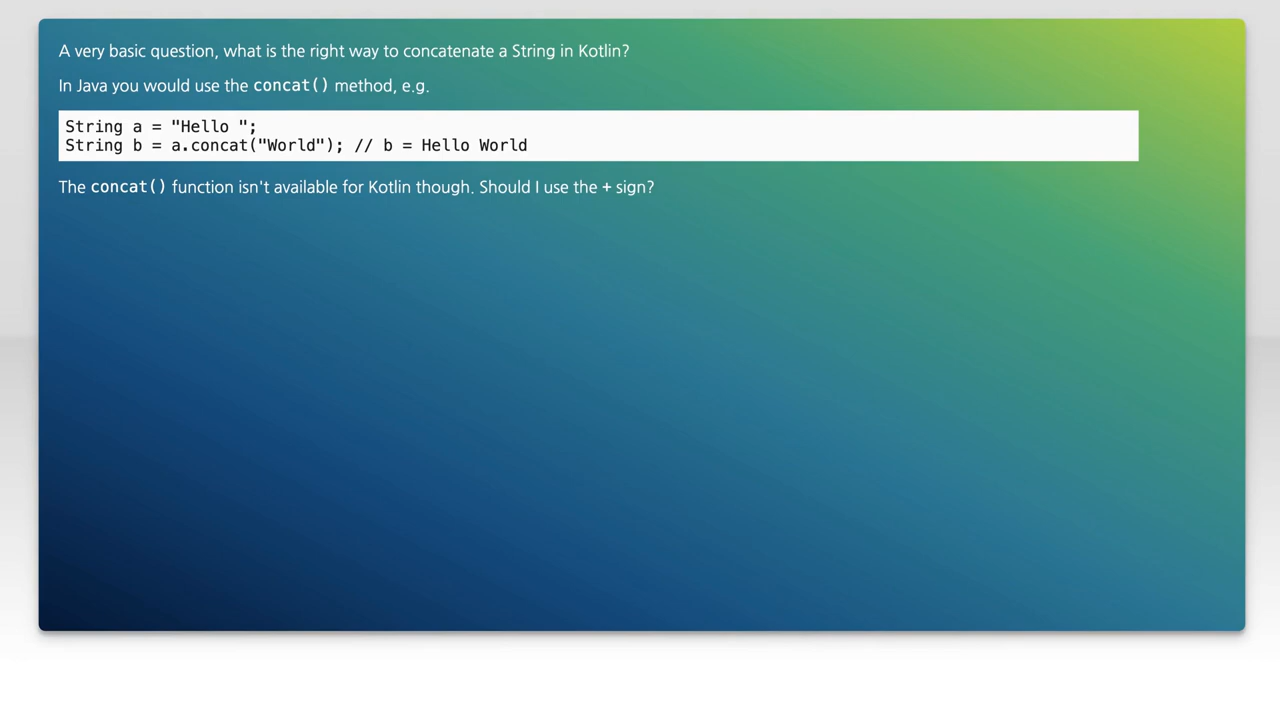 A very basic question, what is the right way to concatenate a String in Kotlin?
In Java you would use the concat() method, e.g.
String a = "Hello ";
String b = a.concat("World"); // b = Hello World
The concat() function isn't available for Kotlin though. Should I use the + sign?